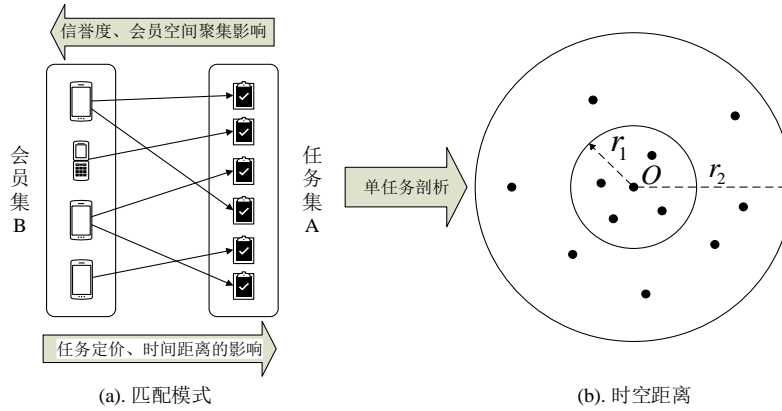 信誉度、会员空间聚集影响
会员集B
任务集A
任务定价、时间距离的影响
(a). 匹配模式
单任务剖析
r₁
O
r₂
(b). 时空距离